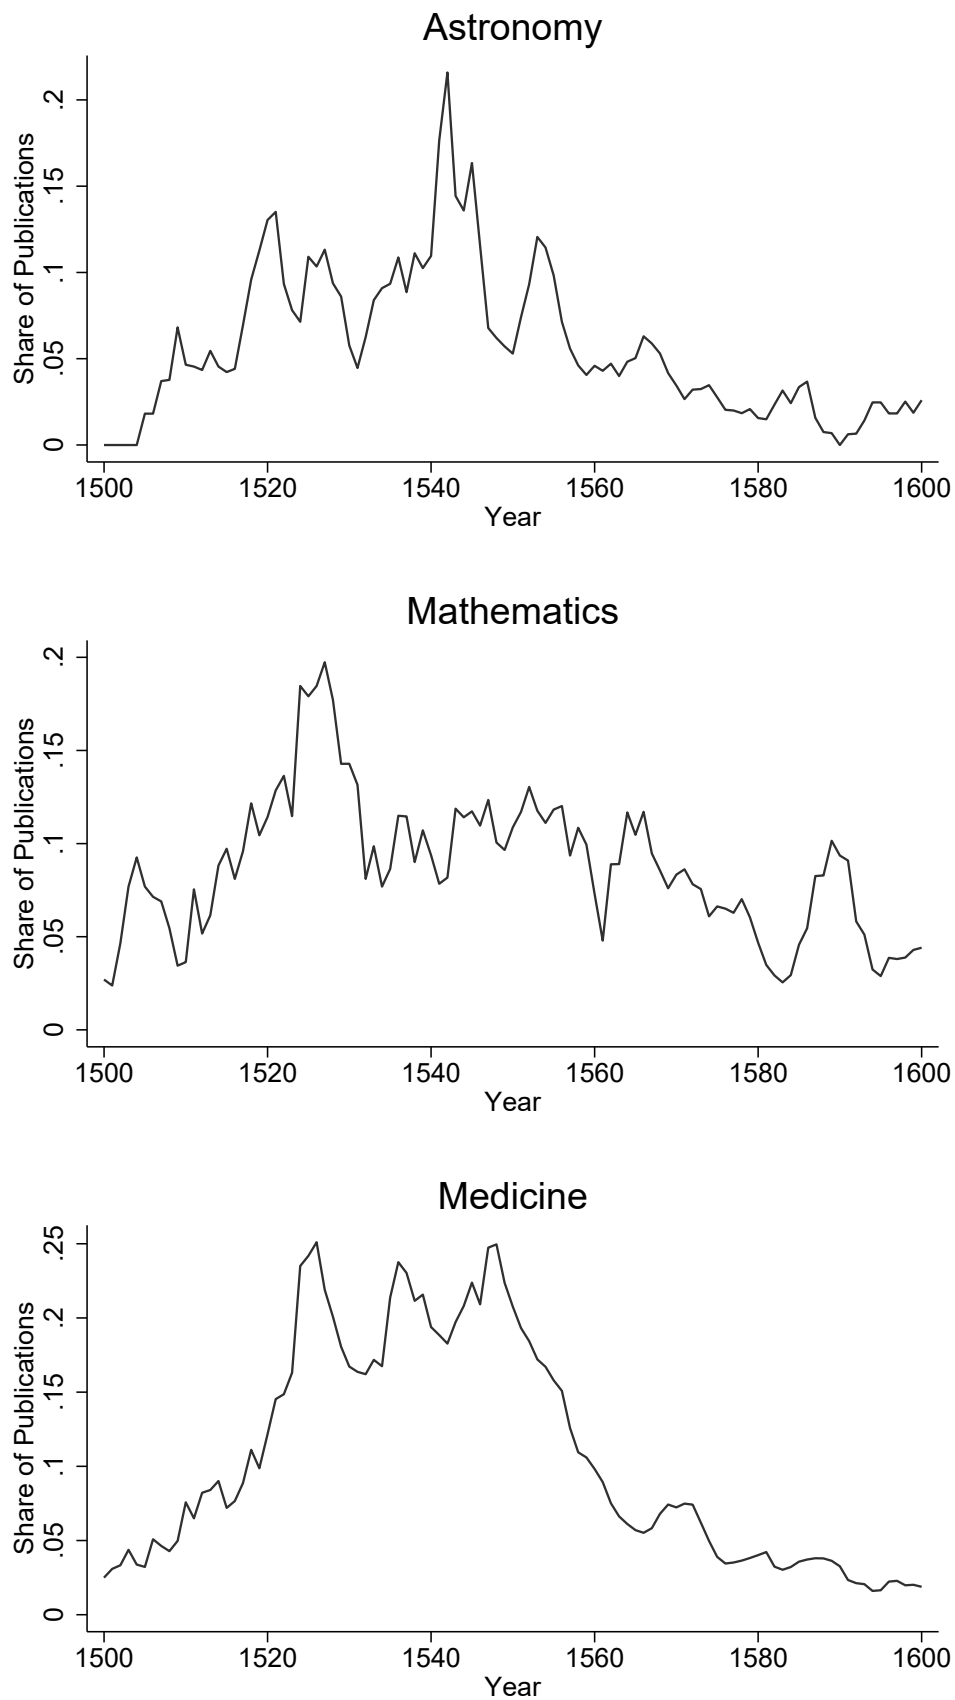 Astronomy
Share of Publications
.2
.15
.1
.05
0
1500 1520 1540 1560 1580 1600
Year
Mathematics
Share of Publications
.2
.15
.1
.05
0
1500 1520 1540 1560 1580 1600
Year
Medicine
Share of Publications
.25
.2
.15
.1
.05
0
1500 1520 1540 1560 1580 1600
Year